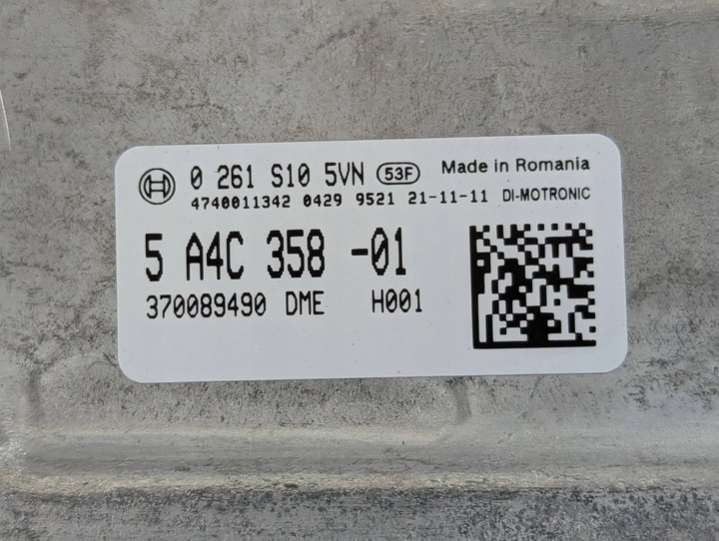 0 261 S10 5VN 53F Made in Romania
4740011342 0429 9521 21-11-11 DI-MOTRONIC
5 A4C 358 -01
370089490 DME H001